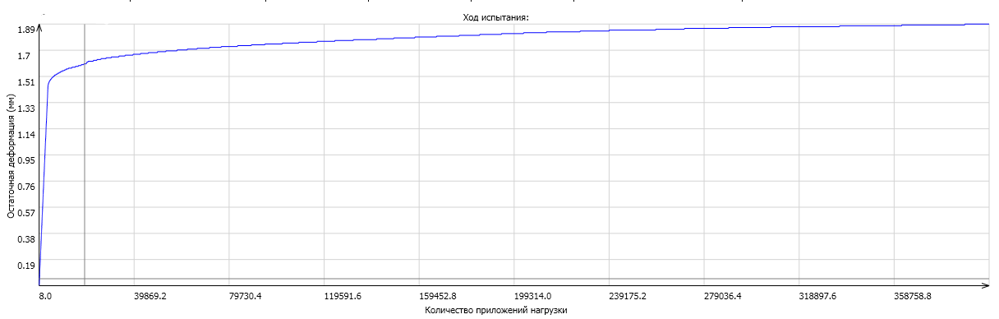 Ход испытания:
1.89
1.7
1.51
1.33
1.14
0.95
0.76
0.57
0.38
0.19
Остаточная деформация (мм)
8.0 39869.2 79730.4 119591.6 159452.8 199314.0 239175.2 279036.4 318897.6 358758.8
Количество приложений нагрузки